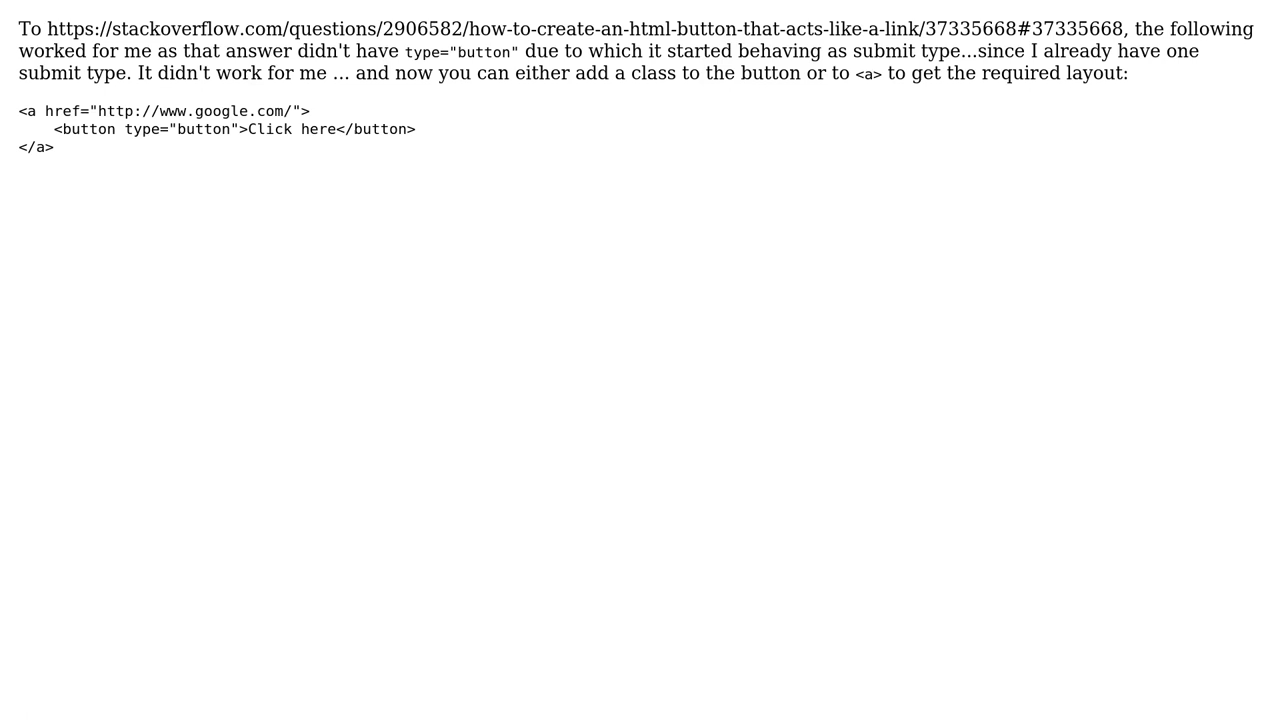 To https://stackoverflow.com/questions/2906582/how-to-create-an-html-button-that-acts-like-a-link/37335668#37335668, the following
worked for me as that answer didn't have type="button" due to which it started behaving as submit type...since I already have one
submit type. It didn't work for me ... and now you can either add a class to the button or to <a> to get the required layout:
<a href="http://www.google.com/">
    <button type="button">Click here</button>
</a>